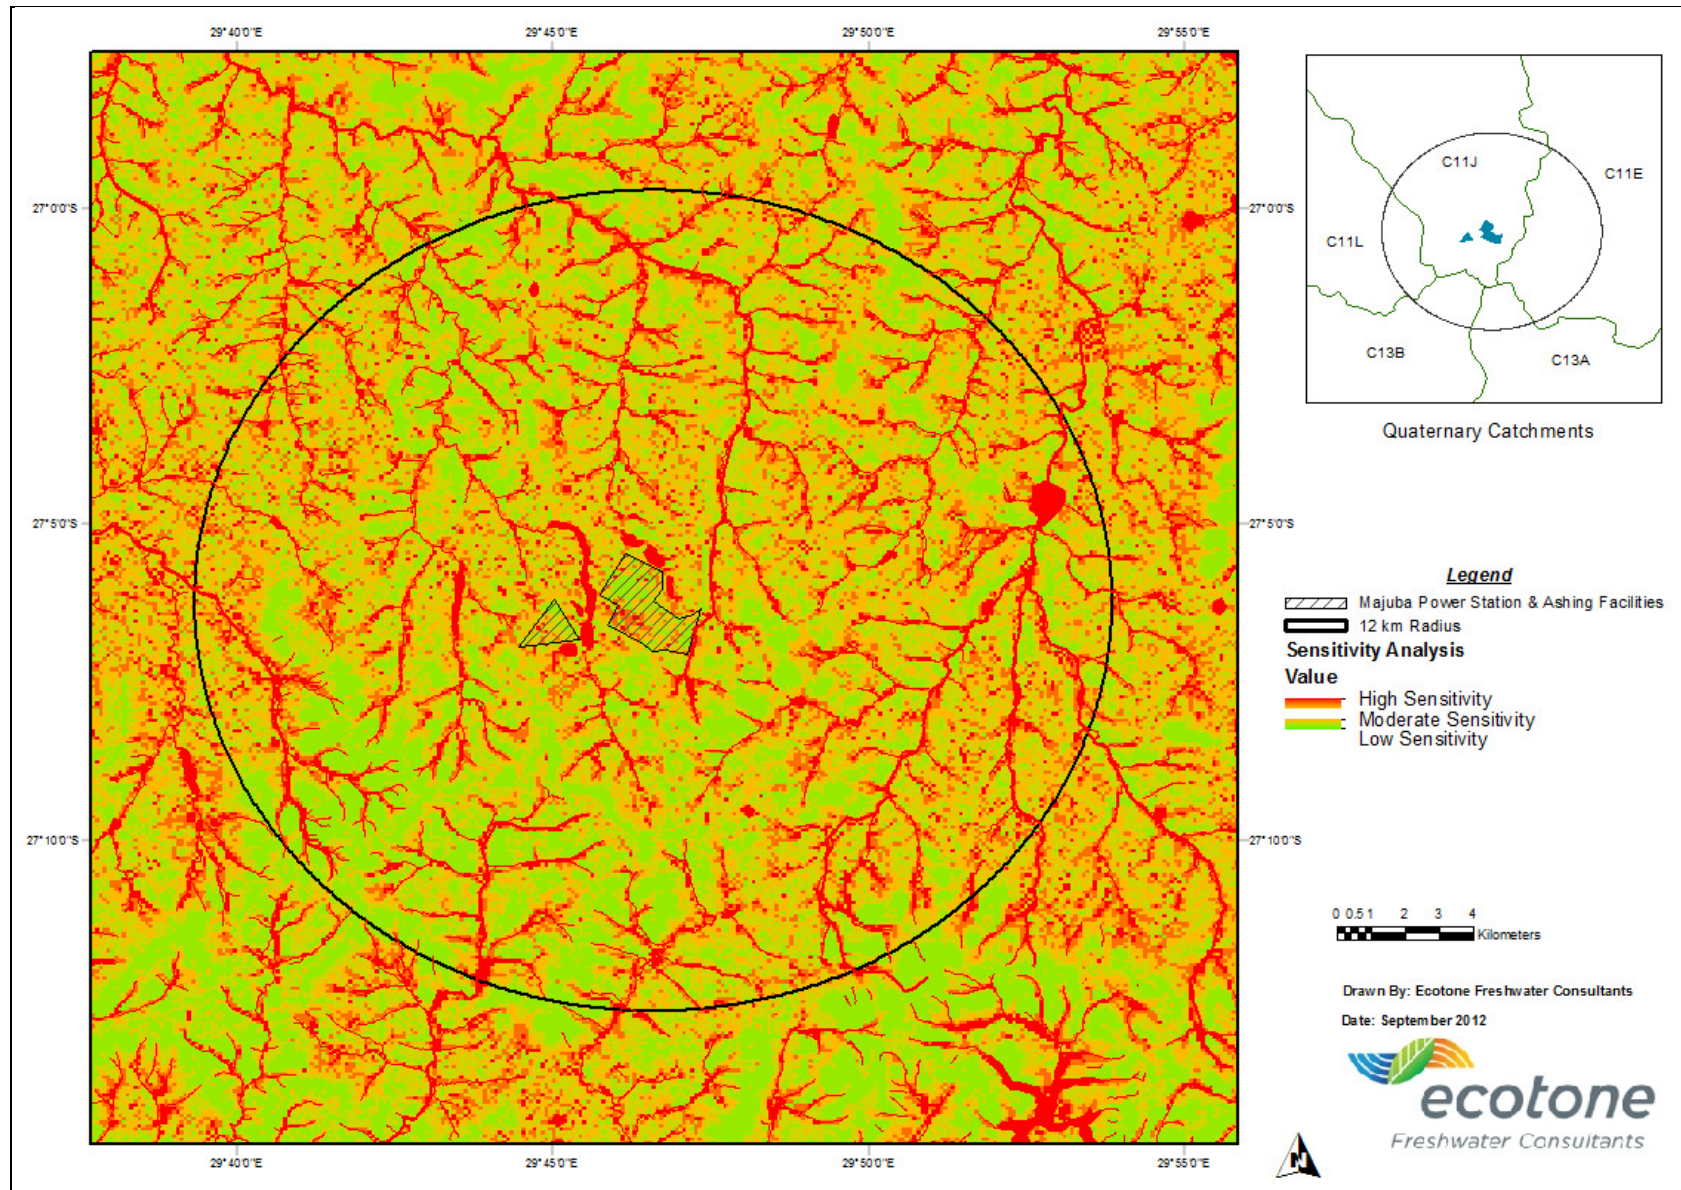 29°40'0"E 29°45'0"E 29°50'0"E 29°55'0"E
27°0'0"S 27°0'0"S
27°5'0"S 27°5'0"S
27°10'0"S 27°10'0"S
29°40'0"E 29°45'0"E 29°50'0"E 29°55'0"E
C11J
C11E
C11L
C13B
C13A
Quaternary Catchments
Legend
Majuba Power Station & Ashing Facilities
12 km Radius
Sensitivity Analysis
Value
High Sensitivity
Moderate Sensitivity
Low Sensitivity
0 0.5 1 2 3 4
Kilometers
Drawn By: Ecotone Freshwater Consultants
Date: September 2012
ecotone
Freshwater Consultants
N